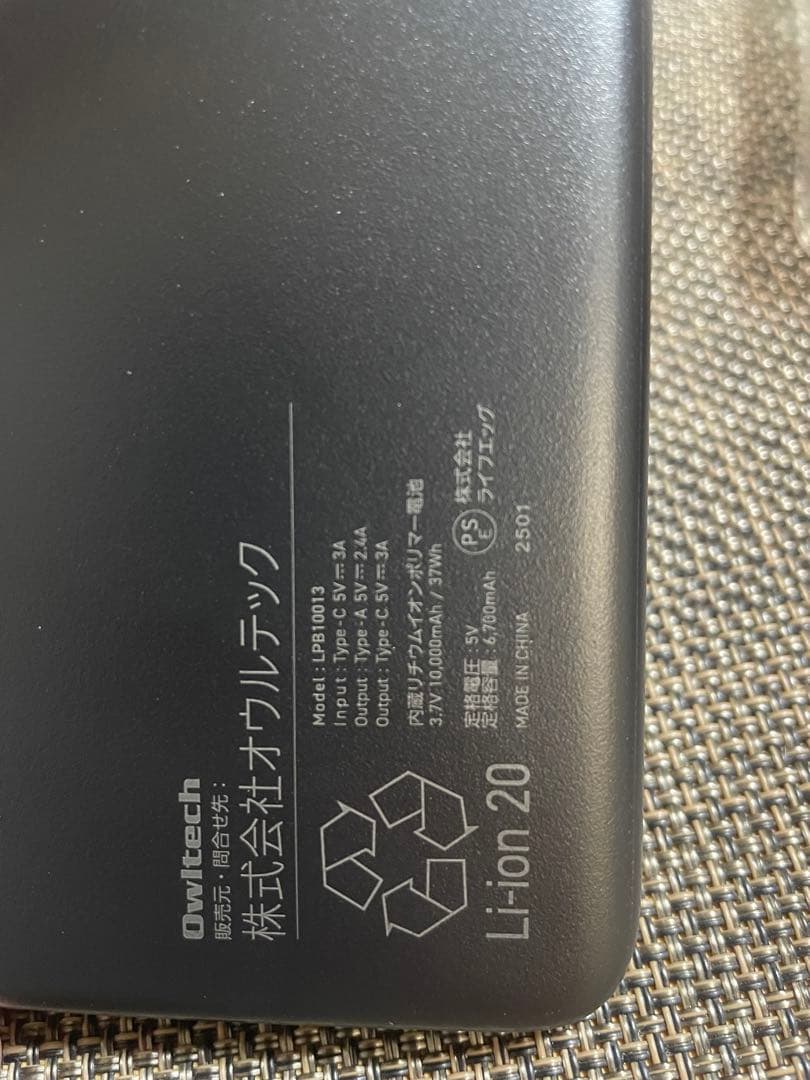 Owltech
販売元・問合せ先：
株式会社オウルテック
Model : LPB10013
Input : Type-C 5V⎓3A
Output : Type-A 5V⎓2.4A
Output : Type-C 5V⎓3A
内蔵リチウムイオンポリマー電池
3.7V 10,000mAh / 37Wh
定格電圧 : 5V
定格容量 : 6,700mAh
PSE
株式会社
ライフエッグ
MADE IN CHINA 2501
Li-ion 20